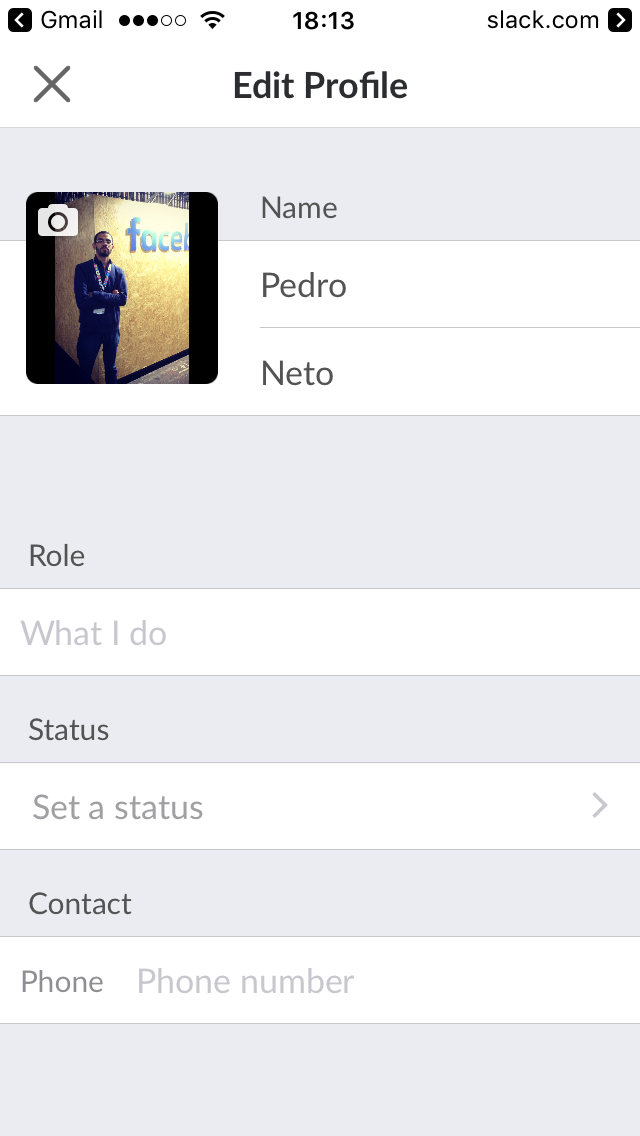 Gmail 18:13 slack.com
Edit Profile
Name
faceb
Pedro
Neto
Role
What I do
Status
Set a status
Contact
Phone Phone number